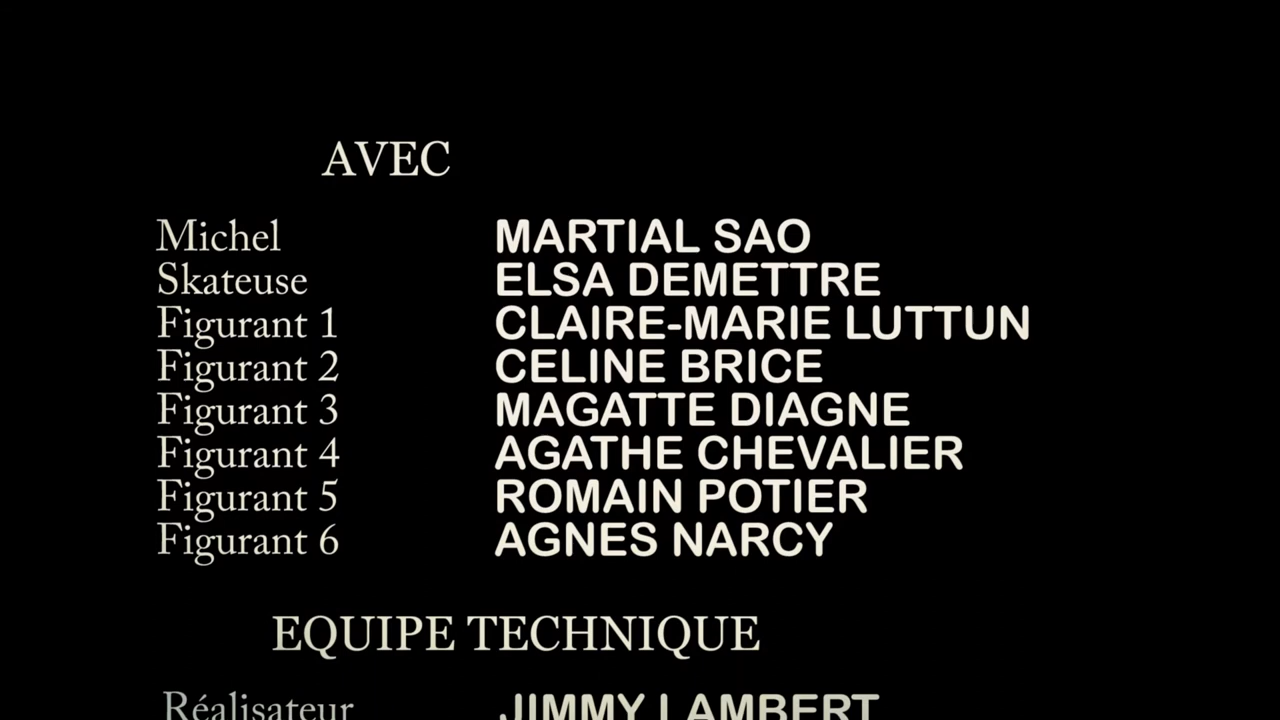 AVEC
Michel MARTIAL SAO
Skateuse ELSA DEMETTRE
Figurant 1 CLAIRE-MARIE LUTTUN
Figurant 2 CELINE BRICE
Figurant 3 MAGATTE DIAGNE
Figurant 4 AGATHE CHEVALIER
Figurant 5 ROMAIN POTIER
Figurant 6 AGNES NARCY
EQUIPE TECHNIQUE
Réalisateur JIMMY LAMBERT